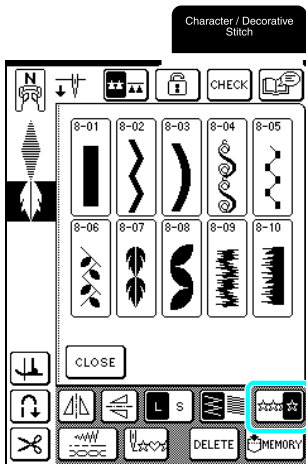 Character / Decorative
Stitch
N
CHECK
8-01 8-02 8-03 8-04 8-05
8-06 8-07 8-08 8-09 8-10
CLOSE
L S
DELETE MEMORY